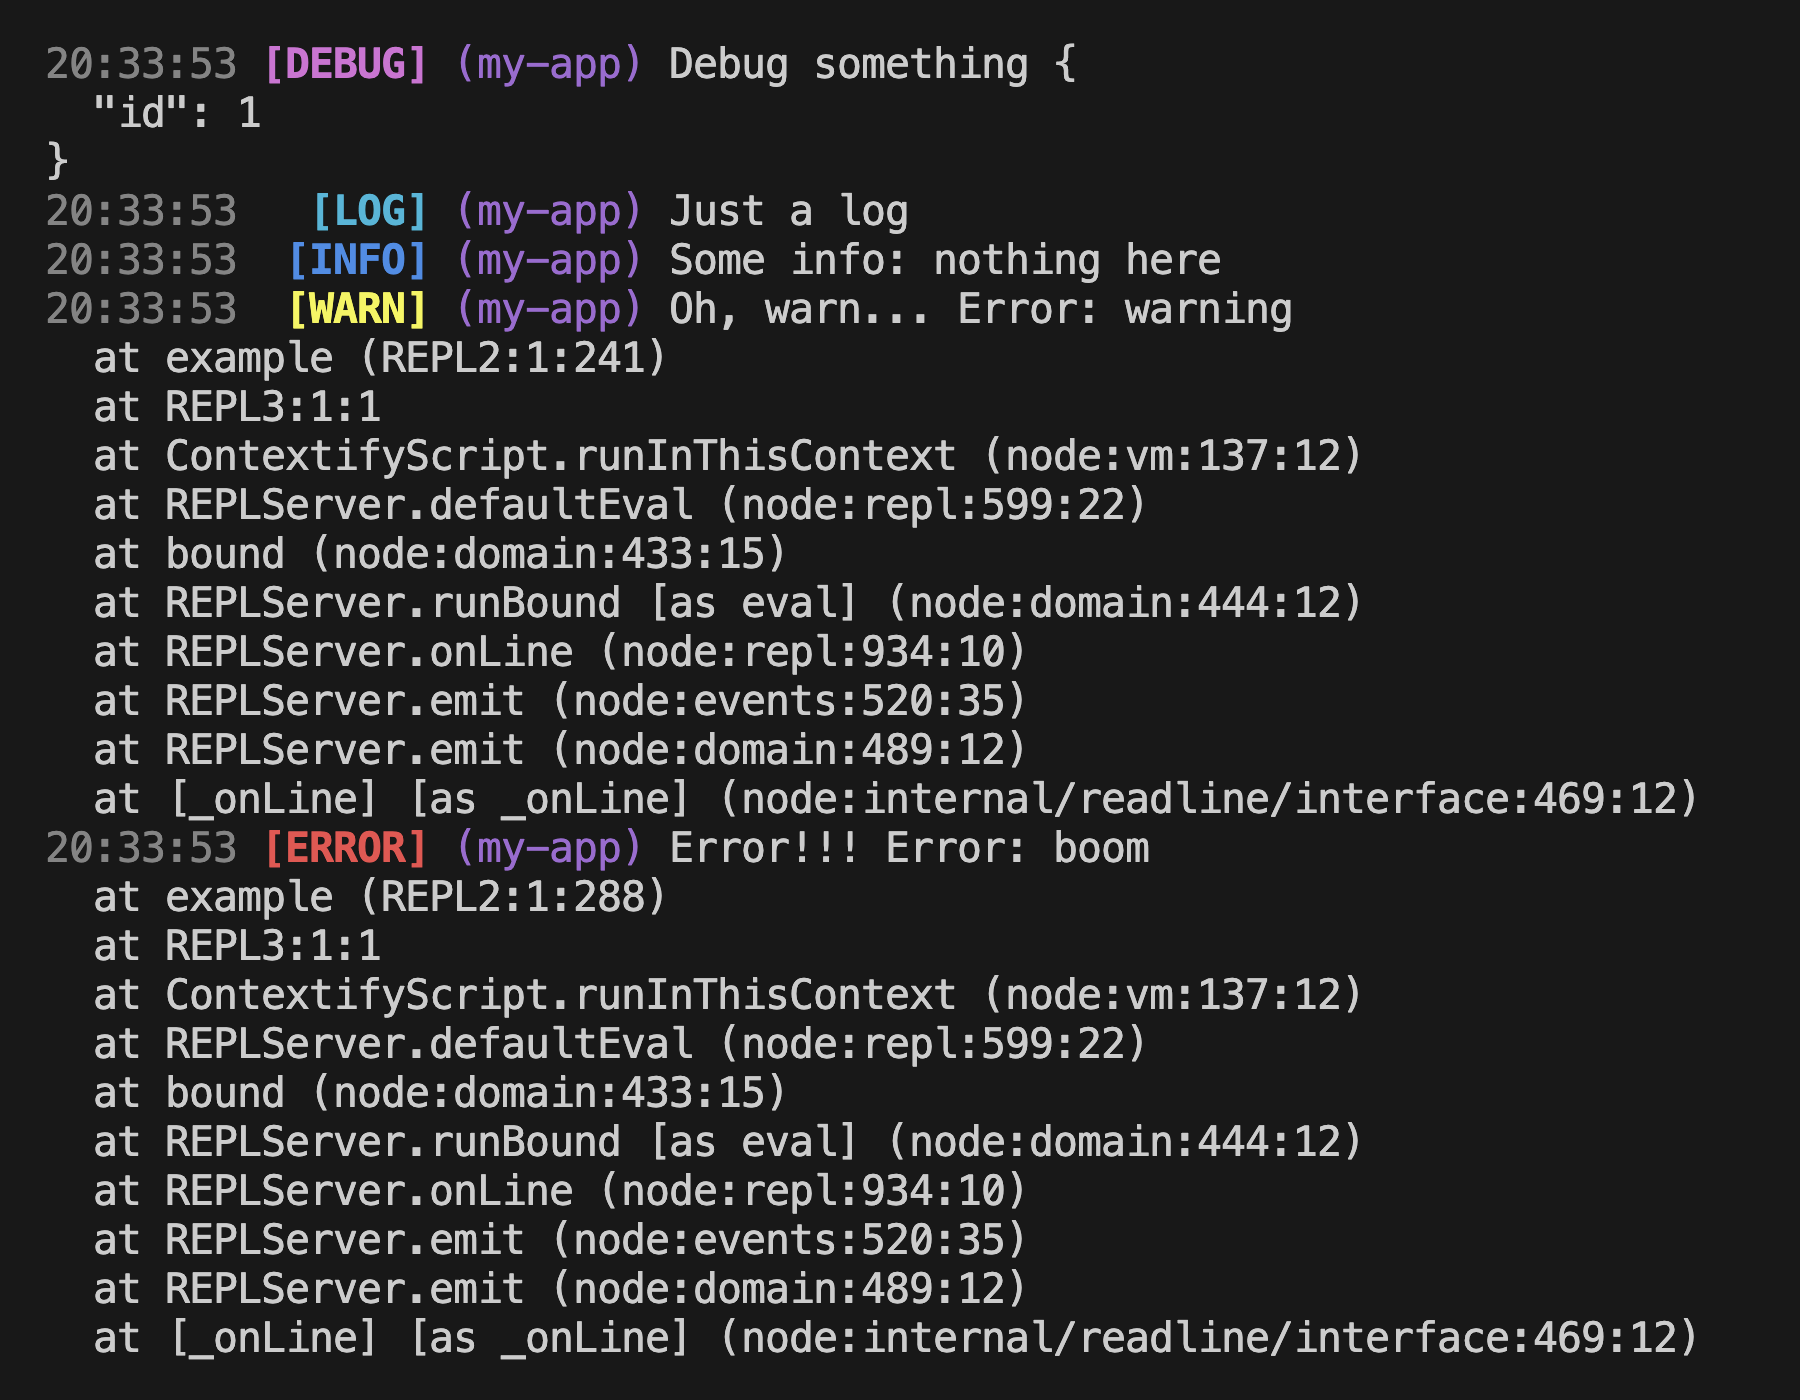 20:33:53 [DEBUG] (my-app) Debug something {
  "id": 1
}
20:33:53   [LOG] (my-app) Just a log
20:33:53  [INFO] (my-app) Some info: nothing here
20:33:53  [WARN] (my-app) Oh, warn... Error: warning
  at example (REPL2:1:241)
  at REPL3:1:1
  at ContextifyScript.runInThisContext (node:vm:137:12)
  at REPLServer.defaultEval (node:repl:599:22)
  at bound (node:domain:433:15)
  at REPLServer.runBound [as eval] (node:domain:444:12)
  at REPLServer.onLine (node:repl:934:10)
  at REPLServer.emit (node:events:520:35)
  at REPLServer.emit (node:domain:489:12)
  at [_onLine] [as _onLine] (node:internal/readline/interface:469:12)
20:33:53 [ERROR] (my-app) Error!!! Error: boom
  at example (REPL2:1:288)
  at REPL3:1:1
  at ContextifyScript.runInThisContext (node:vm:137:12)
  at REPLServer.defaultEval (node:repl:599:22)
  at bound (node:domain:433:15)
  at REPLServer.runBound [as eval] (node:domain:444:12)
  at REPLServer.onLine (node:repl:934:10)
  at REPLServer.emit (node:events:520:35)
  at REPLServer.emit (node:domain:489:12)
  at [_onLine] [as _onLine] (node:internal/readline/interface:469:12)